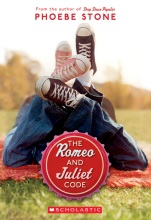 From the author of Deep Down Popular
PHOEBE STONE
THE
Romeo
AND
Juliet
CODE
SCHOLASTIC